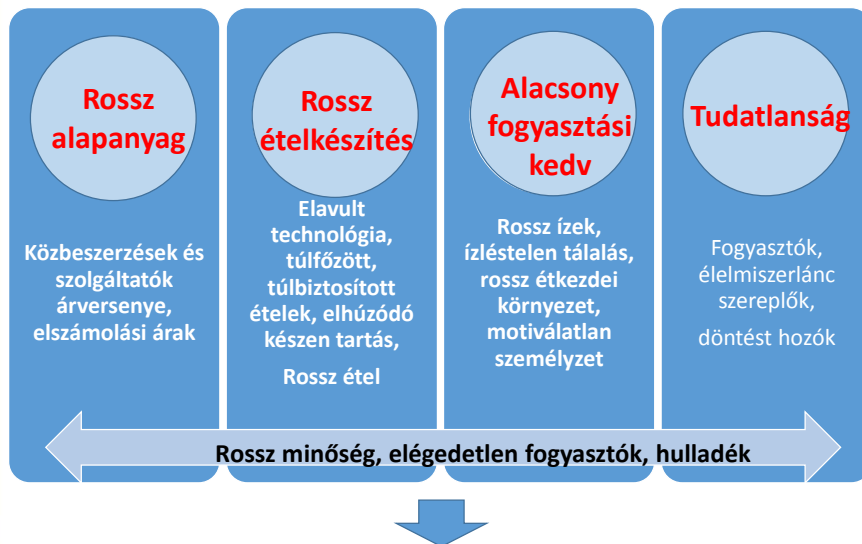 Rossz
alapanyag
Közbeszerzések és
szolgáltatók
árversenye,
elszámolási árak
Rossz
ételkészítés
Elavult
technológia,
túlfőzött,
túlbiztosított
ételek, elhúzódó
készen tartás,
Rossz étel
Alacsony
fogyasztási
kedv
Rossz ízek,
ízléstelen tálalás,
rossz étkezdei
környezet,
motiválatlan
személyzet
Tudatlanság
Fogyasztók,
élelmiszerlánc
szereplők,
döntést hozók
Rossz minőség, elégedetlen fogyasztók, hulladék